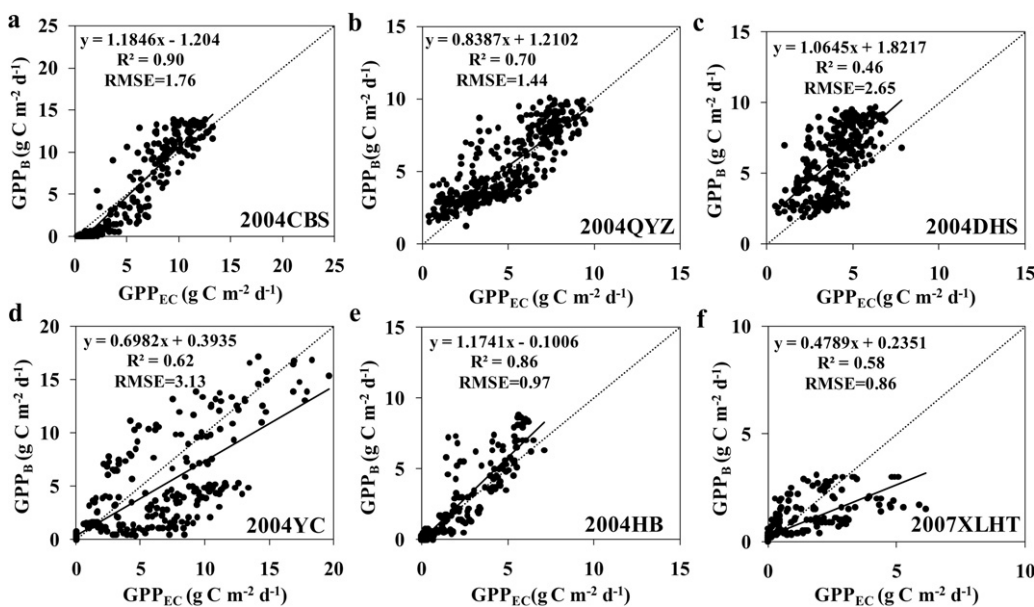 a
25
20
15
10
5
0
0 5 10 15 20 25
y = 1.1846x - 1.204
R² = 0.90
RMSE=1.76
2004CBS
GPP_B (g C m⁻² d⁻¹)
GPP_EC (g C m⁻² d⁻¹)
b
15
10
5
0
0 5 10 15
y = 0.8387x + 1.2102
R² = 0.70
RMSE=1.44
2004QYZ
GPP_B(g C m⁻² d⁻¹)
GPP_EC (g C m⁻² d⁻¹)
c
15
10
5
0
0 5 10 15
y = 1.0645x + 1.8217
R² = 0.46
RMSE=2.65
2004DHS
GPP_B(g C m⁻² d⁻¹)
GPP_EC(g C m⁻² d⁻¹)
d
20
15
10
5
0
0 5 10 15 20
y = 0.6982x + 0.3935
R² = 0.62
RMSE=3.13
2004YC
GPP_B (g C m⁻² d⁻¹)
GPP_EC (g C m⁻² d⁻¹)
e
15
10
5
0
0 5 10 15
y = 1.1741x - 0.1006
R² = 0.86
RMSE=0.97
2004HB
GPP_B (g C m⁻² d⁻¹)
GPP_EC (g C m⁻² d⁻¹)
f
10
5
0
0 5 10
y = 0.4789x + 0.2351
R² = 0.58
RMSE=0.86
2007XLHT
GPP_B (g C m⁻² d⁻¹)
GPP_EC (g C m⁻² d⁻¹)